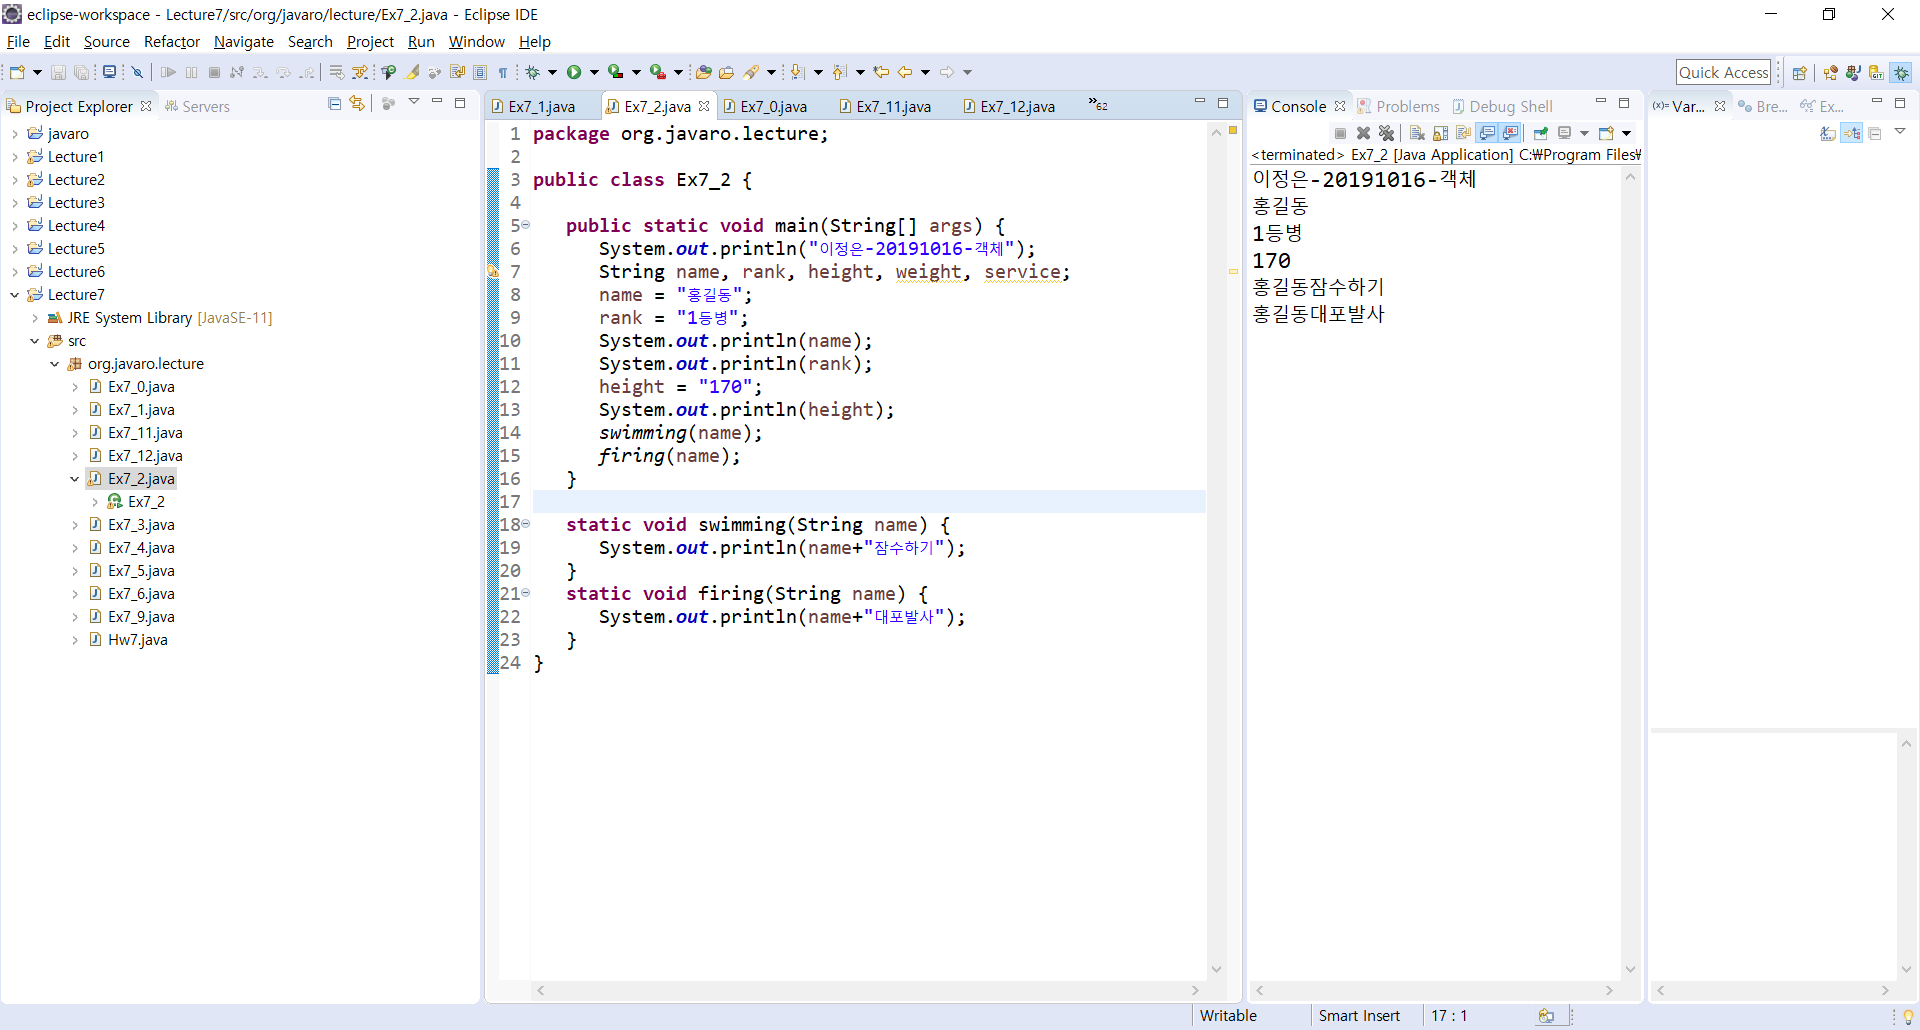 eclipse-workspace - Lecture7/src/org/javaro/lecture/Ex7_2.java - Eclipse IDE
File Edit Source Refactor Navigate Search Project Run Window Help
Quick Access
Project Explorer Servers
javaro
Lecture1
Lecture2
Lecture3
Lecture4
Lecture5
Lecture6
Lecture7
JRE System Library [JavaSE-11]
src
org.javaro.lecture
Ex7_0.java
Ex7_1.java
Ex7_11.java
Ex7_12.java
Ex7_2.java
Ex7_2
Ex7_3.java
Ex7_4.java
Ex7_5.java
Ex7_6.java
Ex7_9.java
Hw7.java
Ex7_1.java Ex7_2.java Ex7_0.java Ex7_11.java Ex7_12.java »62
1 package org.javaro.lecture;
2
3 public class Ex7_2 {
4
5 public static void main(String[] args) {
6 System.out.println("이정은-20191016-객체");
7 String name, rank, height, weight, service;
8 name = "홍길동";
9 rank = "1등병";
10 System.out.println(name);
11 System.out.println(rank);
12 height = "170";
13 System.out.println(height);
14 swimming(name);
15 firing(name);
16 }
17
18 static void swimming(String name) {
19 System.out.println(name+"잠수하기");
20 }
21 static void firing(String name) {
22 System.out.println(name+"대포발사");
23 }
24 }
Console Problems Debug Shell
<terminated> Ex7_2 [Java Application] C:₩Program Files₩
이정은-20191016-객체
홍길동
1등병
170
홍길동잠수하기
홍길동대포발사
(x)= Var... Bre... Ex...
Writable Smart Insert 17 : 1